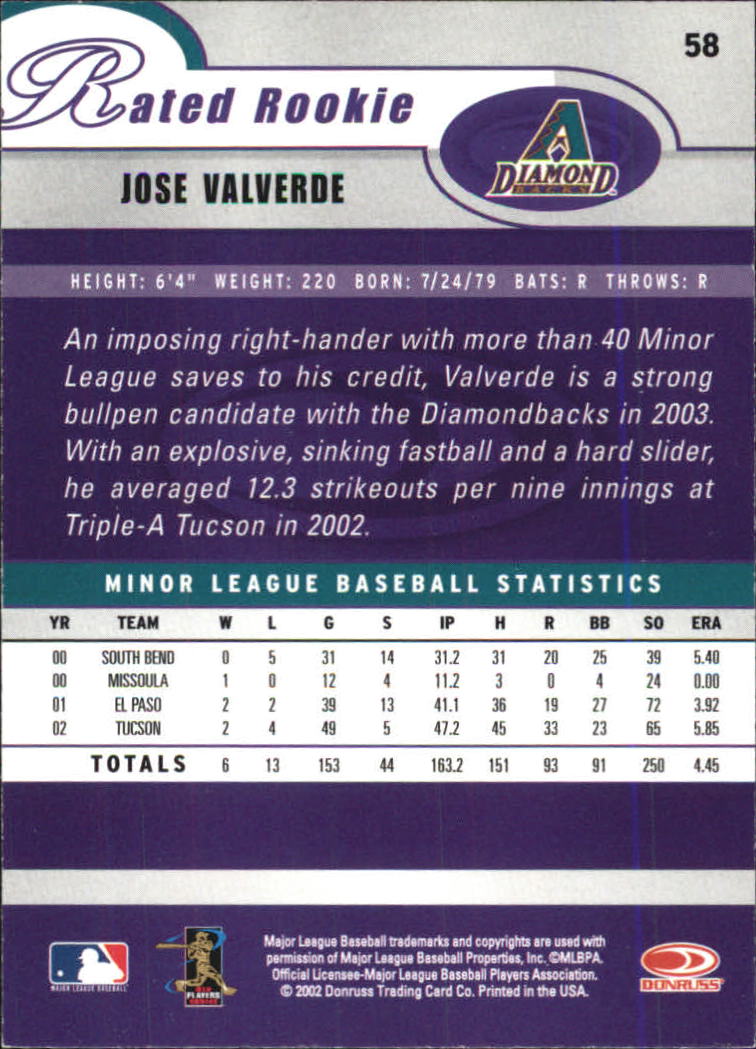 58
Rated Rookie
DIAMOND
BACKS
JOSE VALVERDE
HEIGHT: 6'4" WEIGHT: 220 BORN: 7/24/79 BATS: R THROWS: R
An imposing right-hander with more than 40 Minor
League saves to his credit, Valverde is a strong
bullpen candidate with the Diamondbacks in 2003.
With an explosive, sinking fastball and a hard slider,
he averaged 12.3 strikeouts per nine innings at
Triple-A Tucson in 2002.
MINOR LEAGUE BASEBALL STATISTICS
YR TEAM W L G S IP H R BB SO ERA
00 SOUTH BEND 0 5 31 14 31.2 31 20 25 39 5.40
00 MISSOULA 1 0 12 4 11.2 3 0 4 24 0.00
01 EL PASO 2 2 39 13 41.1 36 19 27 72 3.92
02 TUCSON 2 4 49 5 47.2 45 33 23 65 5.85
TOTALS 6 13 153 44 163.2 151 93 91 250 4.45
Major League Baseball trademarks and copyrights are used with
permission of Major League Baseball Properties, Inc. ©MLBPA.
Official Licensee-Major League Baseball Players Association.
© 2002 Donruss Trading Card Co. Printed in the USA.
MAJOR LEAGUE BASEBALL
PLAYERS
CHOICE
DONRUSS